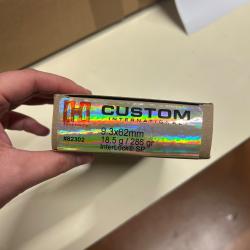 H CUSTOM
INTERNATIONAL
9.3x62mm
#82302 18.5 g / 286 gr
InterLock® SP